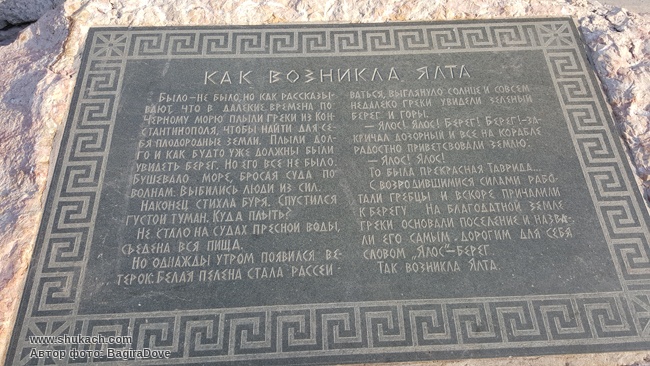 КАК ВОЗНИКЛА ЯЛТА
БЫЛО-НЕ БЫЛО, НО КАК РАССКАЗЫ-
ВАЮТ, ЧТО В ДАЛЕКИЕ ВРЕМЕНА ПО
ЧЕРНОМУ МОРЮ ПЛЫЛИ ГРЕКИ ИЗ КОН-
СТАНТИНОПОЛЯ, ЧТОБЫ НАЙТИ ДЛЯ СЕ-
БЯ ПЛОДОРОДНЫЕ ЗЕМЛИ. ПЛЫЛИ ДОЛ-
ГО И КАК БУДТО УЖЕ ДОЛЖНЫ БЫЛИ
УВИДЕТЬ БЕРЕГ. НО ЕГО ВСЕ НЕ БЫЛО.
БУШЕВАЛО МОРЕ, БРОСАЯ СУДА ПО
ВОЛНАМ. ВЫБИЛИСЬ ЛЮДИ ИЗ СИЛ.
НАКОНЕЦ СТИХЛА БУРЯ. СПУСТИЛСЯ
ГУСТОЙ ТУМАН. КУДА ПЛЫТЬ?
НЕ СТАЛО НА СУДАХ ПРЕСНОЙ ВОДЫ,
СЪЕДЕНА ВСЯ ПИЩА.
НО ОДНАЖДЫ УТРОМ ПОЯВИЛСЯ ВЕ-
ТЕРОК. БЕЛАЯ ПЕЛЕНА СТАЛА РАССЕИ-
ВАТЬСЯ, ВЫГЛЯНУЛО СОЛНЦЕ И СОВСЕМ
НЕДАЛЕКО ГРЕКИ УВИДЕЛИ ЗЕЛЕНЫЙ
БЕРЕГ И ГОРЫ.
- ЯЛОС! ЯЛОС! БЕРЕГ! БЕРЕГ!-ЗА-
КРИЧАЛ ДОЗОРНЫЙ И ВСЕ НА КОРАБЛЕ
РАДОСТНО ПРИВЕТСТВОВАЛИ ЗЕМЛЮ.
- ЯЛОС! ЯЛОС!
ТО БЫЛА ПРЕКРАСНАЯ ТАВРИДА...
С ВОЗРОДИВШИМИСЯ СИЛАМИ РАБО-
ТАЛИ ГРЕБЦЫ И ВСКОРЕ ПРИЧАЛИЛИ
К БЕРЕГУ. НА БЛАГОДАТНОЙ ЗЕМЛЕ
ГРЕКИ ОСНОВАЛИ ПОСЕЛЕНИЕ И НАЗВА-
ЛИ ЕГО САМЫМ ДОРОГИМ ДЛЯ СЕБЯ
СЛОВОМ „ЯЛОС"-БЕРЕГ.
ТАК ВОЗНИКЛА ЯЛТА.
www.shukach.com
Автор фото: BagiraDove
www.shukach.com
Автор фото: BagiraDove